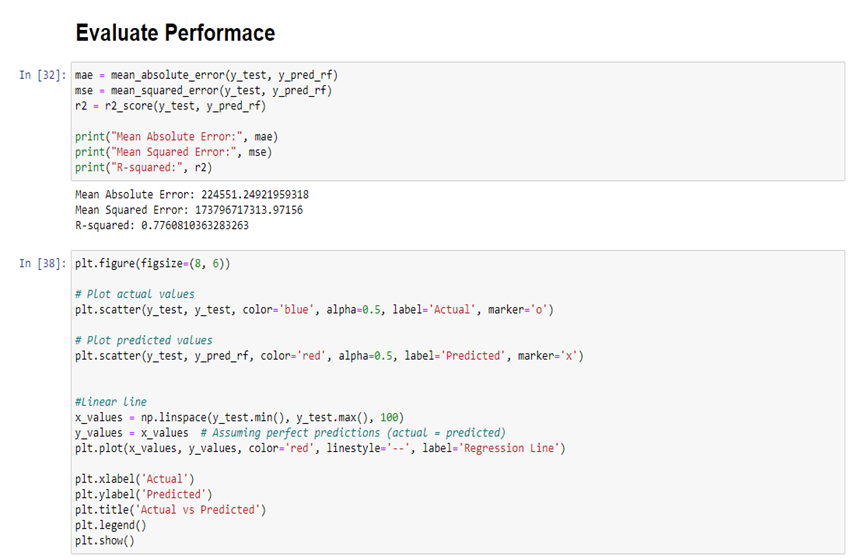 Evaluate Performace
In [32]: mae = mean_absolute_error(y_test, y_pred_rf)
mse = mean_squared_error(y_test, y_pred_rf)
r2 = r2_score(y_test, y_pred_rf)
print("Mean Absolute Error:", mae)
print("Mean Squared Error:", mse)
print("R-squared:", r2)
Mean Absolute Error: 224551.24921959318
Mean Squared Error: 173796717313.97156
R-squared: 0.7760810363283263
In [38]: plt.figure(figsize=(8, 6))
# Plot actual values
plt.scatter(y_test, y_test, color='blue', alpha=0.5, label='Actual', marker='o')
# Plot predicted values
plt.scatter(y_test, y_pred_rf, color='red', alpha=0.5, label='Predicted', marker='x')
#Linear line
x_values = np.linspace(y_test.min(), y_test.max(), 100)
y_values = x_values  # Assuming perfect predictions (actual = predicted)
plt.plot(x_values, y_values, color='red', linestyle='--', label='Regression Line')
plt.xlabel('Actual')
plt.ylabel('Predicted')
plt.title('Actual vs Predicted')
plt.legend()
plt.show()